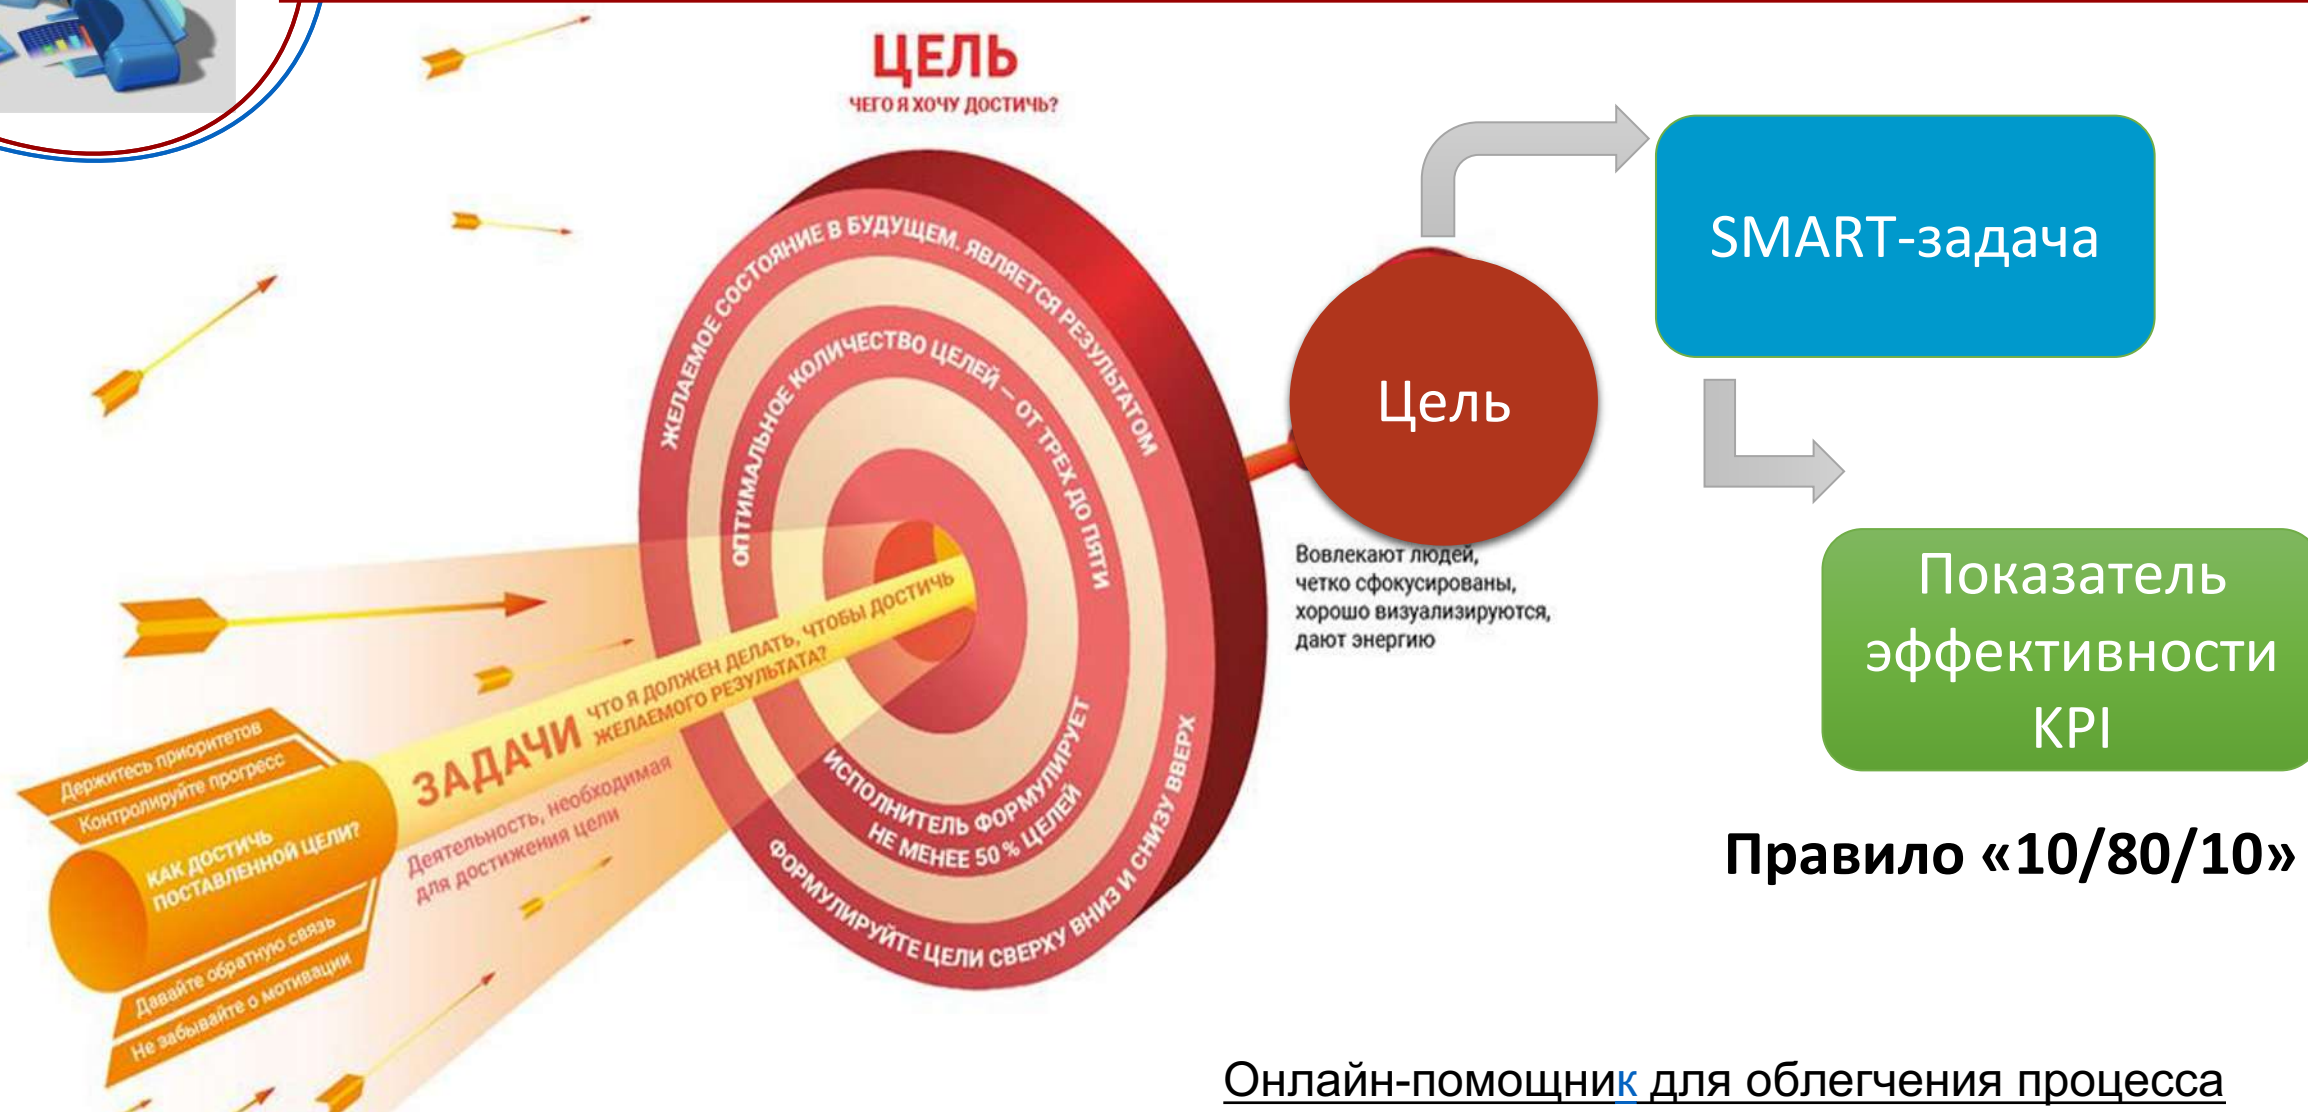 ЦЕЛЬ
ЧЕГО Я ХОЧУ ДОСТИЧЬ?
ЖЕЛАЕМОЕ СОСТОЯНИЕ В БУДУЩЕМ. ЯВЛЯЕТСЯ РЕЗУЛЬТАТОМ
ОПТИМАЛЬНОЕ КОЛИЧЕСТВО ЦЕЛЕЙ – ОТ ТРЕХ ДО ПЯТИ
ИСПОЛНИТЕЛЬ ФОРМУЛИРУЕТ
НЕ МЕНЕЕ 50 % ЦЕЛЕЙ
ФОРМУЛИРУЙТЕ ЦЕЛИ СВЕРХУ ВНИЗ И СНИЗУ ВВЕРХ
ЗАДАЧИ
ЧТО Я ДОЛЖЕН ДЕЛАТЬ, ЧТОБЫ ДОСТИЧЬ
ЖЕЛАЕМОГО РЕЗУЛЬТАТА?
Деятельность, необходимая
для достижения цели
Держитесь приоритетов
Контролируйте прогресс
КАК ДОСТИЧЬ
ПОСТАВЛЕННОЙ ЦЕЛИ?
Давайте обратную связь
Не забывайте о мотивации
Цель
Вовлекают людей,
четко сфокусированы,
хорошо визуализируются,
дают энергию
SMART-задача
Показатель
эффективности
KPI
Правило «10/80/10»
Онлайн-помощник для облегчения процесса